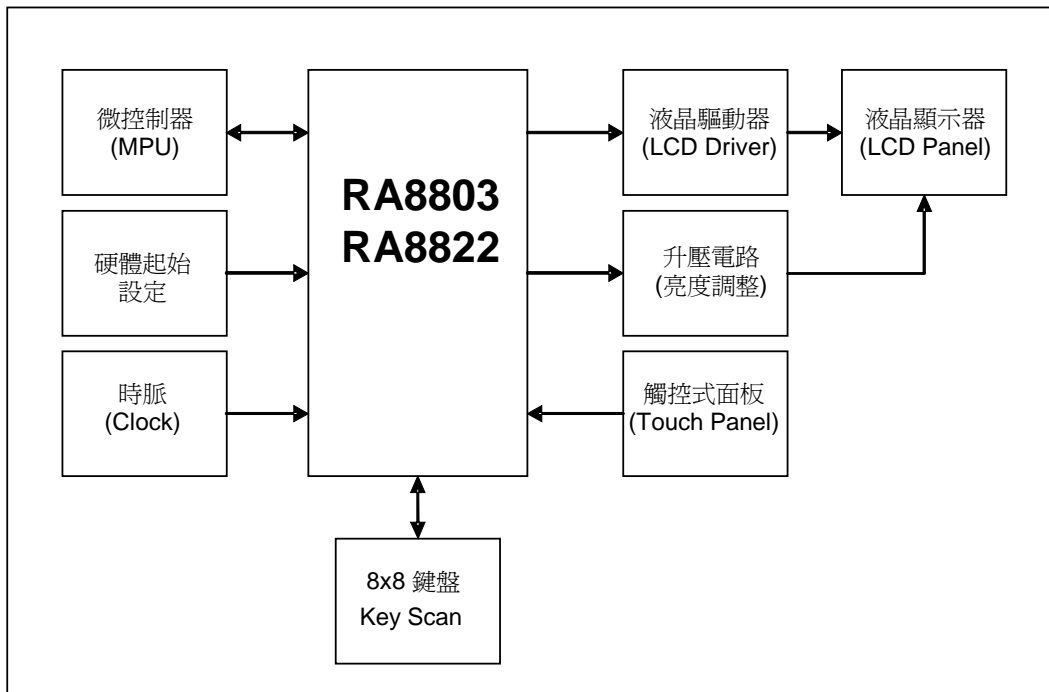 微控制器
(MPU)
硬體起始
設定
時脈
(Clock)
RA8803
RA8822
液晶驅動器
(LCD Driver)
液晶顯示器
(LCD Panel)
升壓電路
(亮度調整)
觸控式面板
(Touch Panel)
8x8 鍵盤
Key Scan